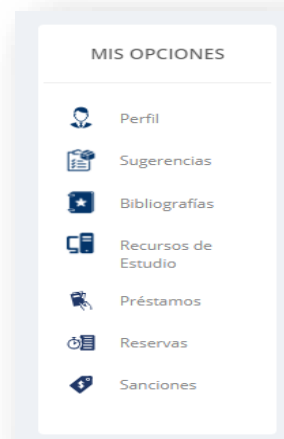 MIS OPCIONES
Perfil
Sugerencias
Bibliografías
Recursos de
Estudio
Préstamos
Reservas
Sanciones